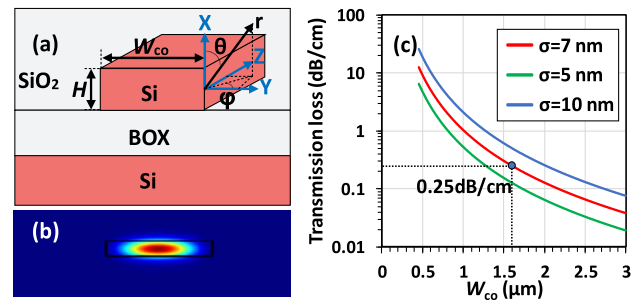 (a)
W_co
X
r
θ
Z
SiO₂
H
Si
φ
Y
BOX
Si
(b)
(c)
Transmission loss (dB/cm)
100
10
1
0.1
0.01
σ=7 nm
σ=5 nm
σ=10 nm
0.25dB/cm
0 0.5 1 1.5 2 2.5 3
W_co (μm)